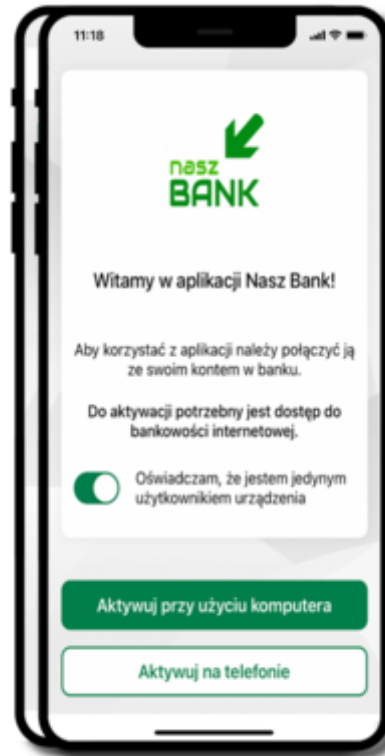 11:18
nasz
BANK
Witamy w aplikacji Nasz Bank!
Aby korzystać z aplikacji należy połączyć ją
ze swoim kontem w banku.
Do aktywacji potrzebny jest dostęp do
bankowości internetowej.
Oświadczam, że jestem jedynym
użytkownikiem urządzenia
Aktywuj przy użyciu komputera
Aktywuj na telefonie